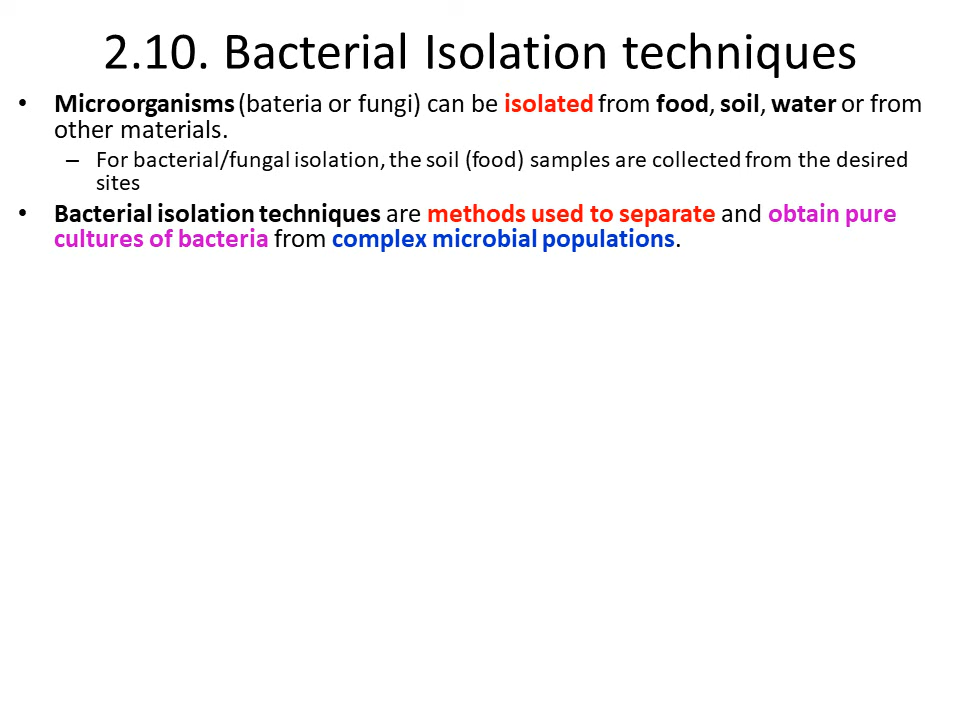 2.10. Bacterial Isolation techniques
• Microorganisms (bateria or fungi) can be isolated from food, soil, water or from
other materials.
– For bacterial/fungal isolation, the soil (food) samples are collected from the desired
sites
• Bacterial isolation techniques are methods used to separate and obtain pure
cultures of bacteria from complex microbial populations.